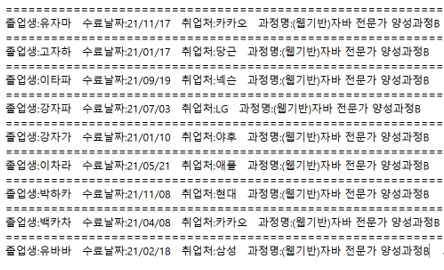 ========================================================
졸업생:유자마 수료날짜:21/11/17 취업처:카카오 과정명:(웹기반)자바 전문가 양성과정B
========================================================
졸업생:고자하 수료날짜:21/01/17 취업처:당근 과정명:(웹기반)자바 전문가 양성과정B
========================================================
졸업생:이타파 수료날짜:21/09/19 취업처:넥슨 과정명:(웹기반)자바 전문가 양성과정B
========================================================
졸업생:강자파 수료날짜:21/07/03 취업처:LG 과정명:(웹기반)자바 전문가 양성과정B
========================================================
졸업생:강자가 수료날짜:21/01/10 취업처:야후 과정명:(웹기반)자바 전문가 양성과정B
========================================================
졸업생:이차라 수료날짜:21/05/21 취업처:애플 과정명:(웹기반)자바 전문가 양성과정B
========================================================
졸업생:박하카 수료날짜:21/11/08 취업처:현대 과정명:(웹기반)자바 전문가 양성과정B
========================================================
졸업생:백카차 수료날짜:21/04/08 취업처:카카오 과정명:(웹기반)자바 전문가 양성과정B
========================================================
졸업생:유바바 수료날짜:21/02/18 취업처:삼성 과정명:(웹기반)자바 전문가 양성과정B